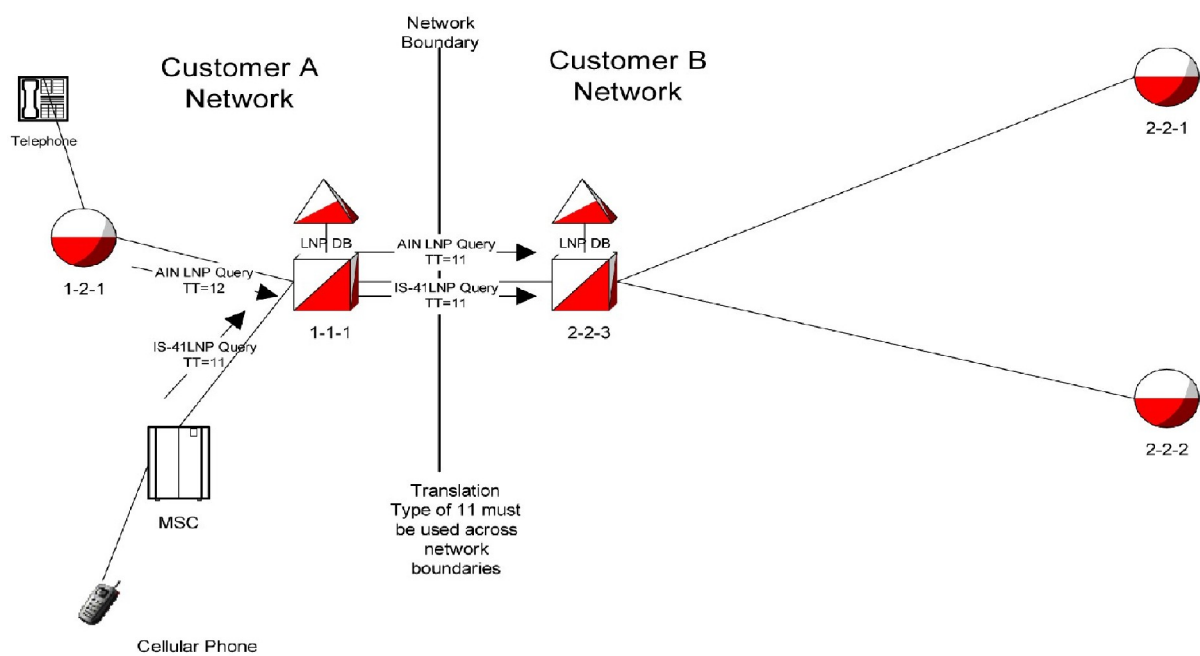 Network
Boundary
Customer A
Network
Customer B
Network
Telephone
2-2-1
LNP DB
LNP DB
AIN LNP Query
TT=11
1-2-1
AIN LNP Query
TT=12
IS-41LNP Query
TT=11
1-1-1
2-2-3
IS-41LNP Query
TT=11
2-2-2
MSC
Translation
Type of 11 must
be used across
network
boundaries
Cellular Phone